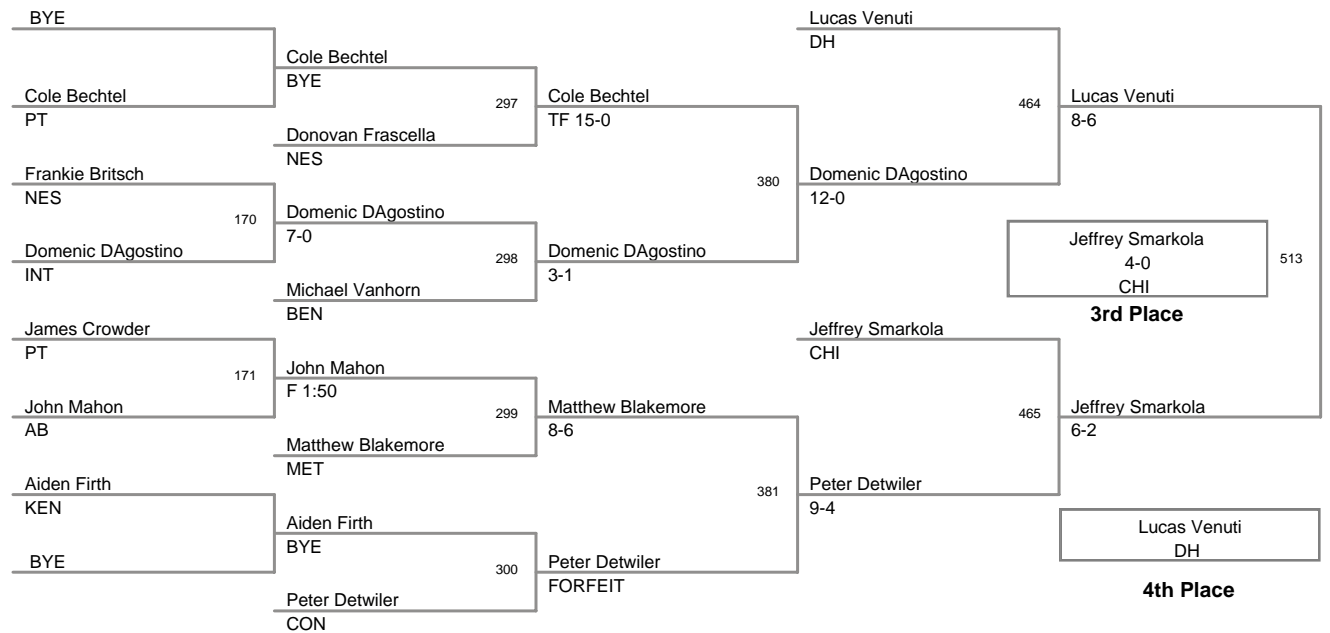 BYE
Cole Bechtel
PT
Frankie Britsch
NES
170
Domenic DAgostino
INT
James Crowder
PT
171
John Mahon
AB
Aiden Firth
KEN
BYE
Cole Bechtel
BYE
297
Donovan Frascella
NES
Domenic DAgostino
7-0
298
Michael Vanhorn
BEN
John Mahon
F 1:50
299
Matthew Blakemore
MET
Aiden Firth
BYE
300
Peter Detwiler
CON
Cole Bechtel
TF 15-0
380
Domenic DAgostino
3-1
Matthew Blakemore
8-6
381
Peter Detwiler
FORFEIT
Lucas Venuti
DH
464
Domenic DAgostino
12-0
Jeffrey Smarkola
CHI
465
Peter Detwiler
9-4
Lucas Venuti
8-6
513
Jeffrey Smarkola
6-2
Jeffrey Smarkola
4-0
CHI
3rd Place
Lucas Venuti
DH
4th Place